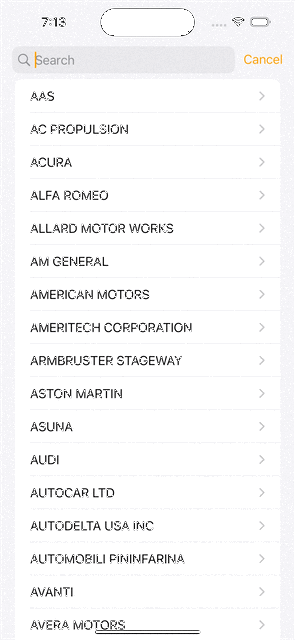 7:13
Search
Cancel
AAS
AC PROPULSION
ACURA
ALFA ROMEO
ALLARD MOTOR WORKS
AM GENERAL
AMERICAN MOTORS
AMERITECH CORPORATION
ARMBRUSTER STAGEWAY
ASTON MARTIN
ASUNA
AUDI
AUTOCAR LTD
AUTODELTA USA INC
AUTOMOBILI PININFARINA
AVANTI
AVERA MOTORS